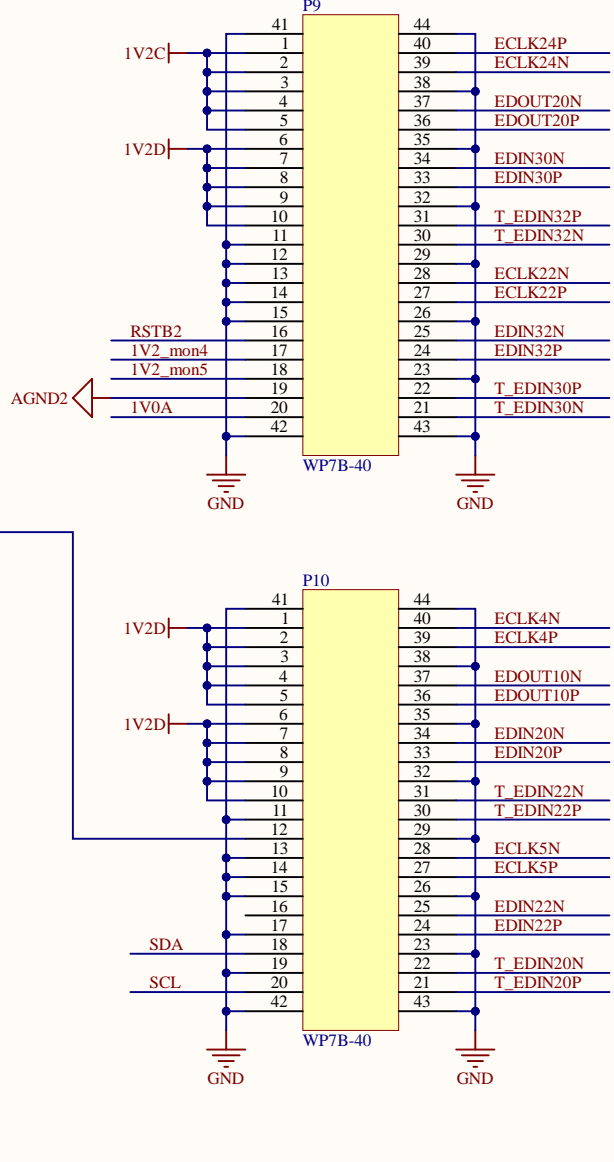 P9
41 44
1V2C 1 40 ECLK24P
2 39 ECLK24N
3 38
4 37 EDOUT20N
5 36 EDOUT20P
1V2D 6 35
7 34 EDIN30N
8 33 EDIN30P
9 32
10 31 T_EDIN32P
11 30 T_EDIN32N
12 29
13 28 ECLK22N
14 27 ECLK22P
15 26
RSTB2 16 25 EDIN32N
1V2_mon4 17 24 EDIN32P
1V2_mon5 18 23
AGND2 19 22 T_EDIN30P
1V0A 20 21 T_EDIN30N
42 43
WP7B-40
GND GND
P10
41 44
1V2D 1 40 ECLK4N
2 39 ECLK4P
3 38
4 37 EDOUT10N
5 36 EDOUT10P
1V2D 6 35
7 34 EDIN20N
8 33 EDIN20P
9 32
10 31 T_EDIN22N
11 30 T_EDIN22P
12 29
13 28 ECLK5N
14 27 ECLK5P
15 26
16 25 EDIN22N
17 24 EDIN22P
SDA 18 23
19 22 T_EDIN20N
SCL 20 21 T_EDIN20P
42 43
WP7B-40
GND GND